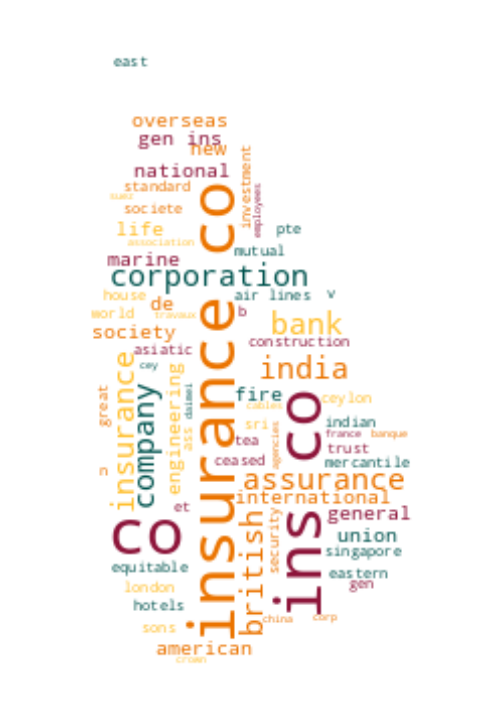 east
overseas
gen ins
new
national
investment
employees
standard
suez
societe
co
life
pte
association
mutual
marine
corporation
house
air lines
v
de
world
travaux
b
society
bank
construction
asiatic
insurance
india
cey
engineering
great
company
daimei
fire
insurance co
ins co
ceylon
cables
sri
ass
agencies
indian
tea
france
banque
trust
ceased
mercantile
n
assurance
international
et
general
co
british
security
union
singapore
equitable
eastern
gen
london
hotels
china
corp
sons
american
crown